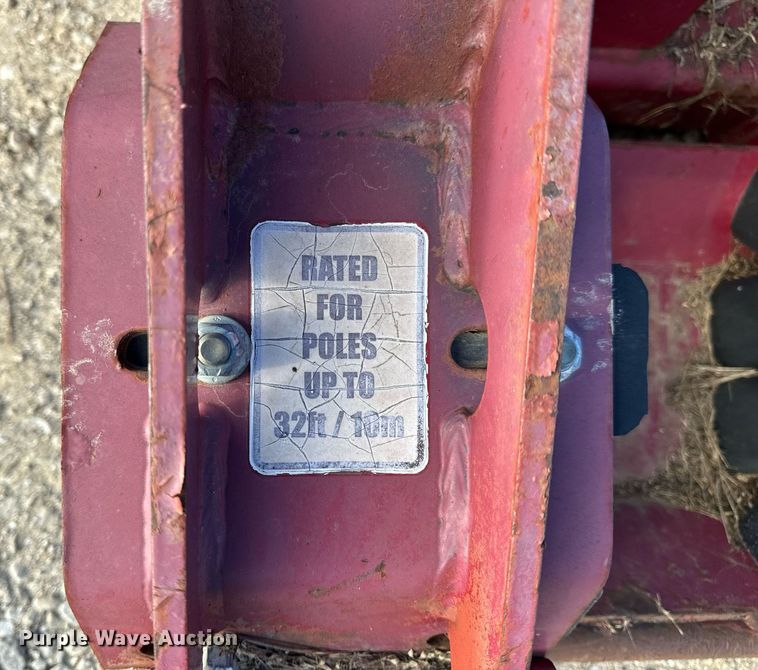 RATED
FOR
POLES
UP TO
32ft / 10m
Purple Wave Auction